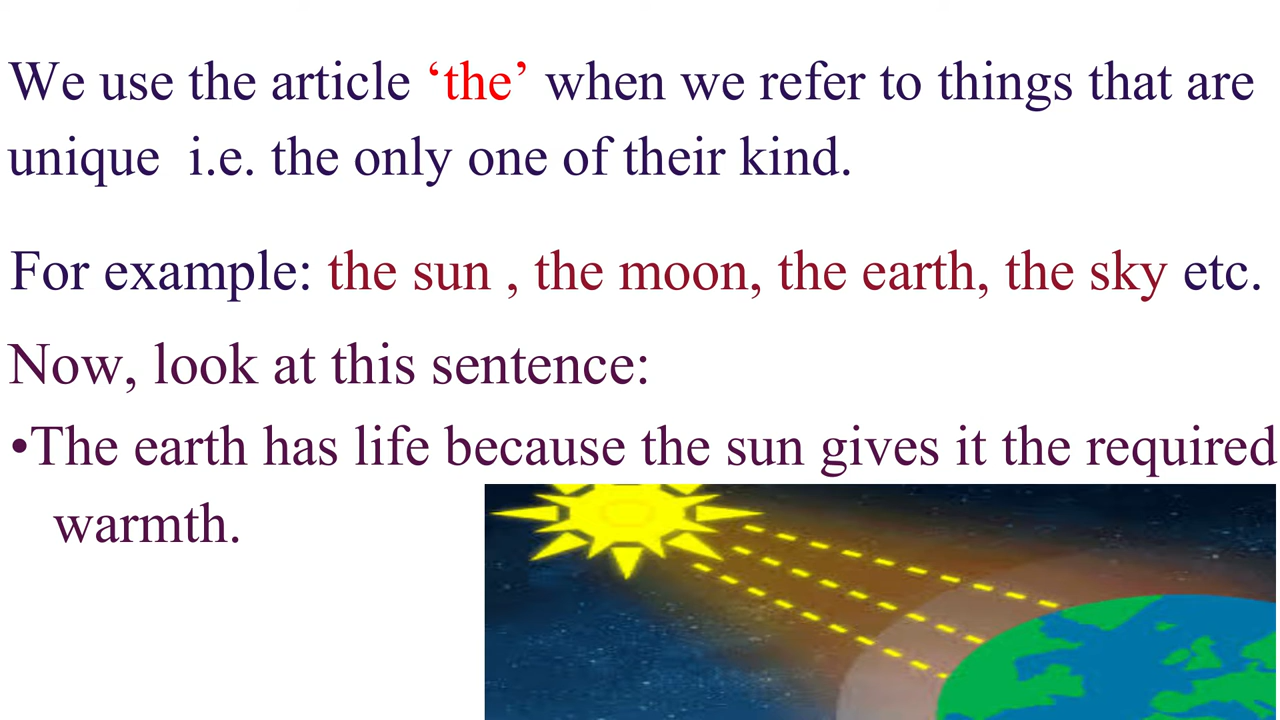 We use the article ‘the’ when we refer to things that are
unique i.e. the only one of their kind.
For example: the sun , the moon, the earth, the sky etc.
Now, look at this sentence:
•The earth has life because the sun gives it the required
warmth.